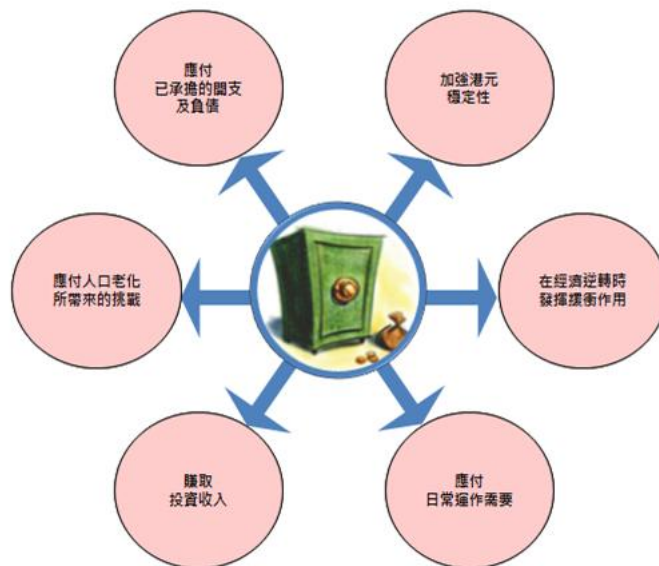 應付
已承擔的開支
及負債
加強港元
穩定性
應付人口老化
所帶來的挑戰
在經濟逆轉時
發揮緩衝作用
賺取
投資收入
應付
日常運作需要